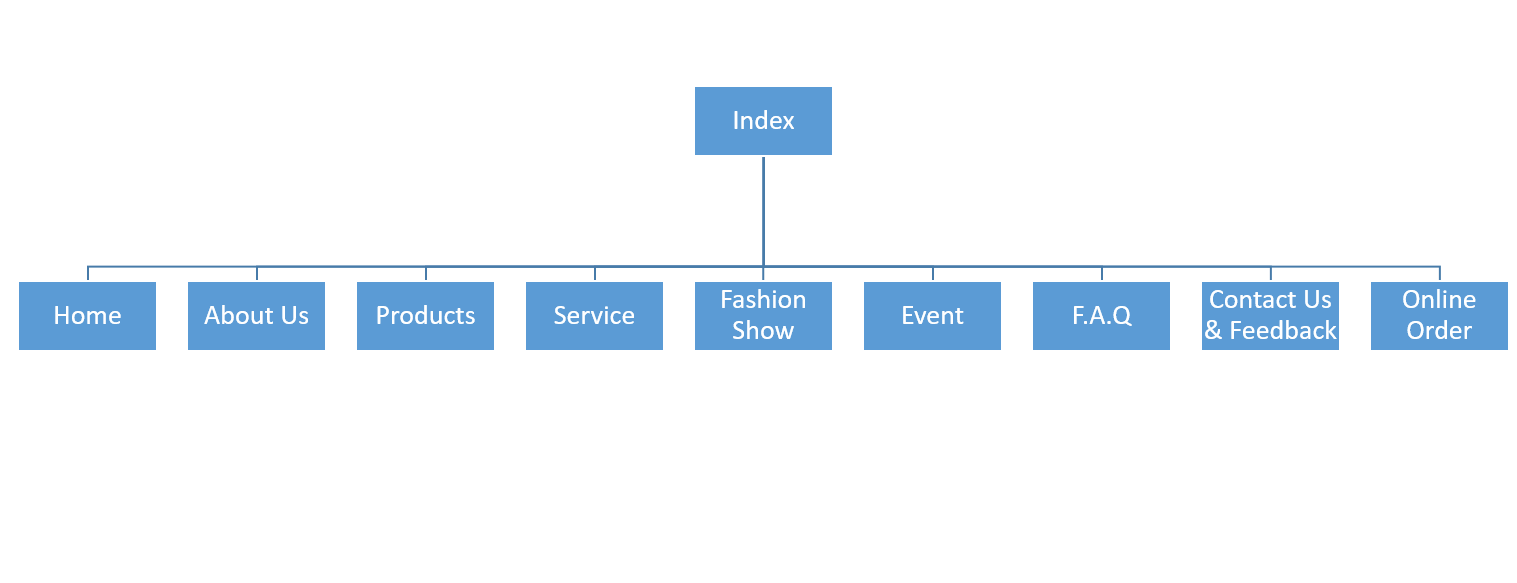 Index
Home
About Us
Products
Service
Fashion
Show
Event
F.A.Q
Contact Us
& Feedback
Online
Order